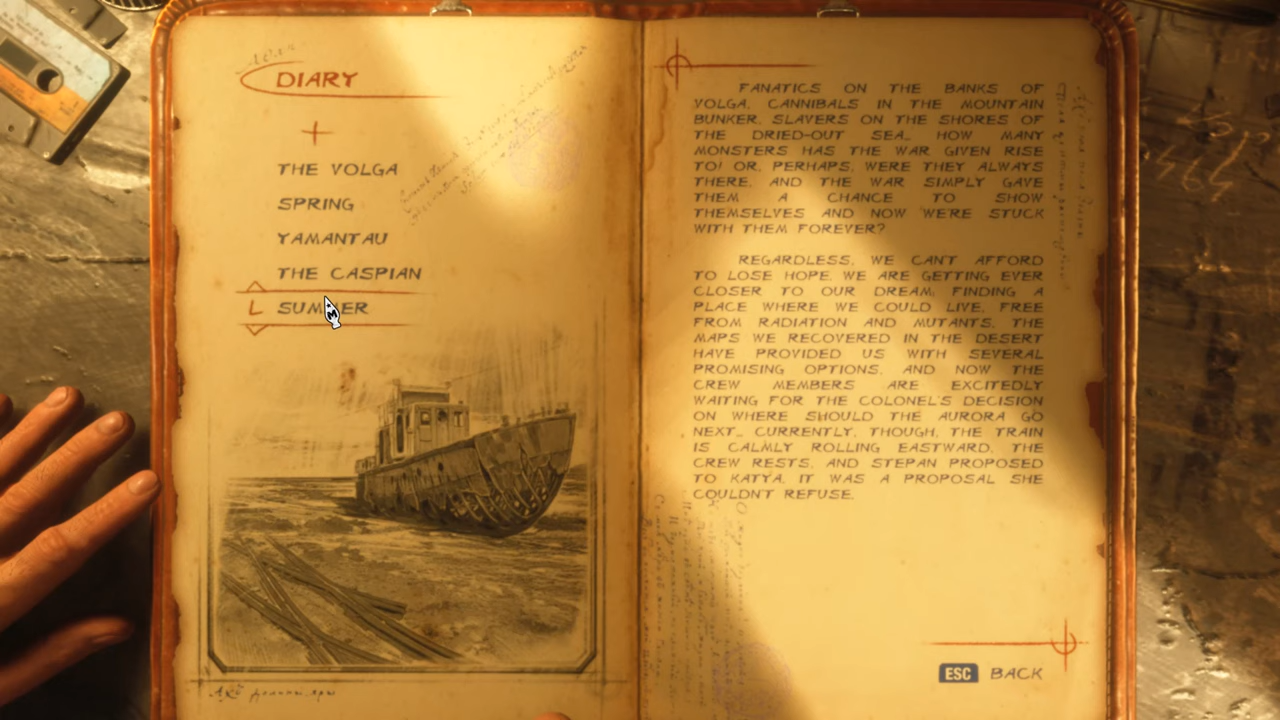 DIARY
THE VOLGA
SPRING
YAMANTAU
THE CASPIAN
SUMMER
FANATICS ON THE BANKS OF
VOLGA, CANNIBALS IN THE MOUNTAIN
BUNKER, SLAVERS ON THE SHORES OF
THE DRIED-OUT SEA... HOW MANY
MONSTERS HAS THE WAR GIVEN RISE
TO! OR, PERHAPS, WERE THEY ALWAYS
THERE, AND THE WAR SIMPLY GAVE
THEM A CHANCE TO SHOW
THEMSELVES AND NOW WE'RE STUCK
WITH THEM FOREVER?
REGARDLESS, WE CAN'T AFFORD
TO LOSE HOPE. WE ARE GETTING EVER
CLOSER TO OUR DREAM, FINDING A
PLACE WHERE WE COULD LIVE, FREE
FROM RADIATION AND MUTANTS. THE
MAPS WE RECOVERED IN THE DESERT
HAVE PROVIDED US WITH SEVERAL
PROMISING OPTIONS, AND NOW THE
CREW MEMBERS ARE EXCITEDLY
WAITING FOR THE COLONEL'S DECISION
ON WHERE SHOULD THE AURORA GO
NEXT... CURRENTLY, THOUGH, THE TRAIN
IS CALMLY ROLLING EASTWARD, THE
CREW RESTS, AND STEPAN PROPOSED
TO KATYA. IT WAS A PROPOSAL SHE
COULDN'T REFUSE.
ESC BACK